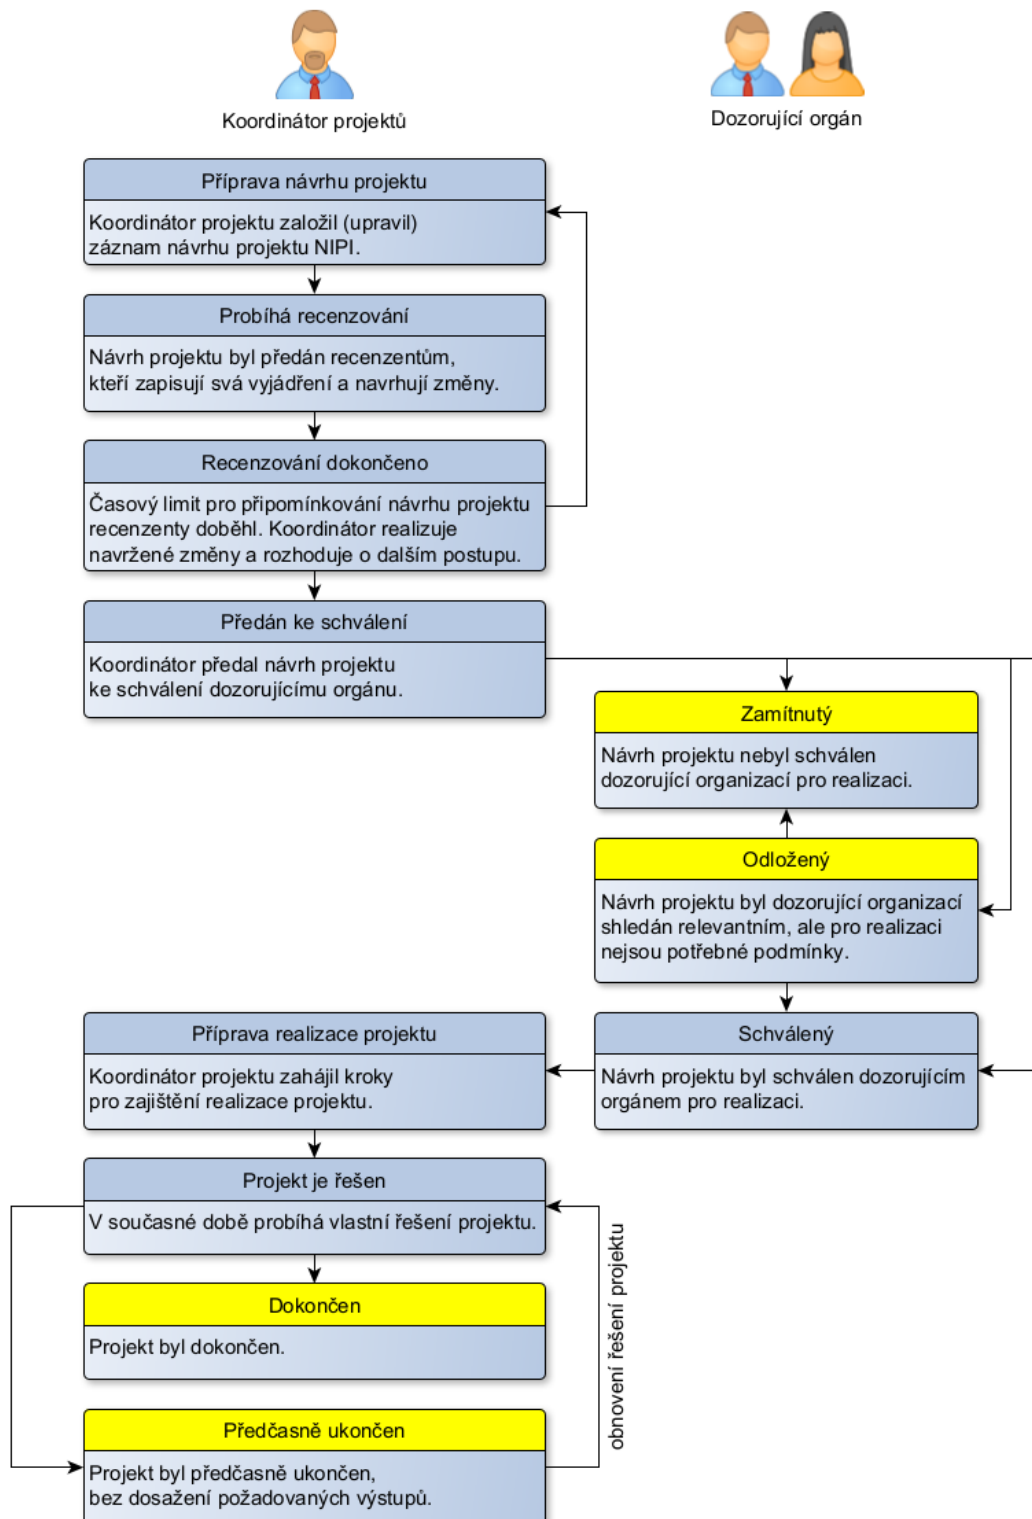 Koordinátor projektů
Dozorující orgán
Příprava návrhu projektu
Koordinátor projektu založil (upravil)
záznam návrhu projektu NIPI.
Probíhá recenzování
Návrh projektu byl předán recenzentům,
kteří zapisují svá vyjádření a navrhují změny.
Recenzování dokončeno
Časový limit pro připomínkování návrhu projektu
recenzenty doběhl. Koordinátor realizuje
navržené změny a rozhoduje o dalším postupu.
Předán ke schválení
Koordinátor předal návrh projektu
ke schválení dozorujícímu orgánu.
Zamítnutý
Návrh projektu nebyl schválen
dozorující organizací pro realizaci.
Odložený
Návrh projektu byl dozorující organizací
shledán relevantním, ale pro realizaci
nejsou potřebné podmínky.
Schválený
Návrh projektu byl schválen dozorujícím
orgánem pro realizaci.
Příprava realizace projektu
Koordinátor projektu zahájil kroky
pro zajištění realizace projektu.
Projekt je řešen
V současné době probíhá vlastní řešení projektu.
obnovení řešení projektu
Dokončen
Projekt byl dokončen.
Předčasně ukončen
Projekt byl předčasně ukončen,
bez dosažení požadovaných výstupů.